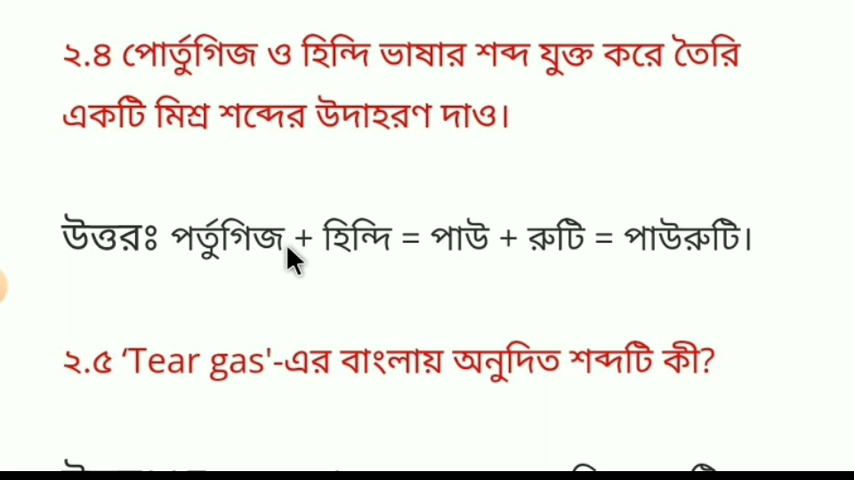 ২.৪ পোর্তুগিজ ও হিন্দি ভাষার শব্দ যুক্ত করে তৈরি
একটি মিশ্র শব্দের উদাহরণ দাও।
উত্তরঃ পর্তুগিজ + হিন্দি = পাউ + রুটি = পাউরুটি।
২.৫ ‘Tear gas'-এর বাংলায় অনুদিত শব্দটি কী?